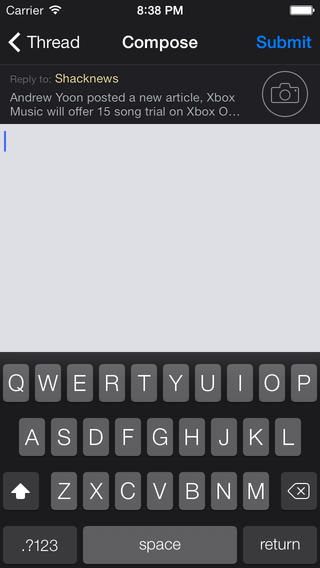 Carrier 8:38 PM
Thread Compose Submit
Reply to: Shacknews
Andrew Yoon posted a new article, Xbox
Music will offer 15 song trial on Xbox O…
Q W E R T Y U I O P
A S D F G H J K L
Z X C V B N M
.?123 space return